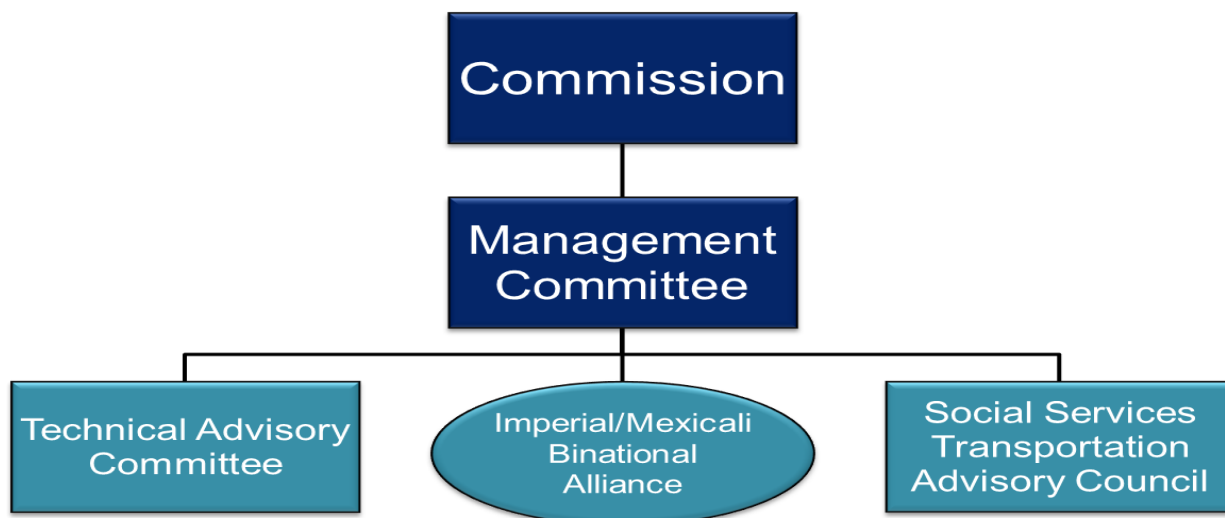 Commission
Management
Committee
Technical Advisory
Committee
Imperial/Mexicali
Binational
Alliance
Social Services
Transportation
Advisory Council